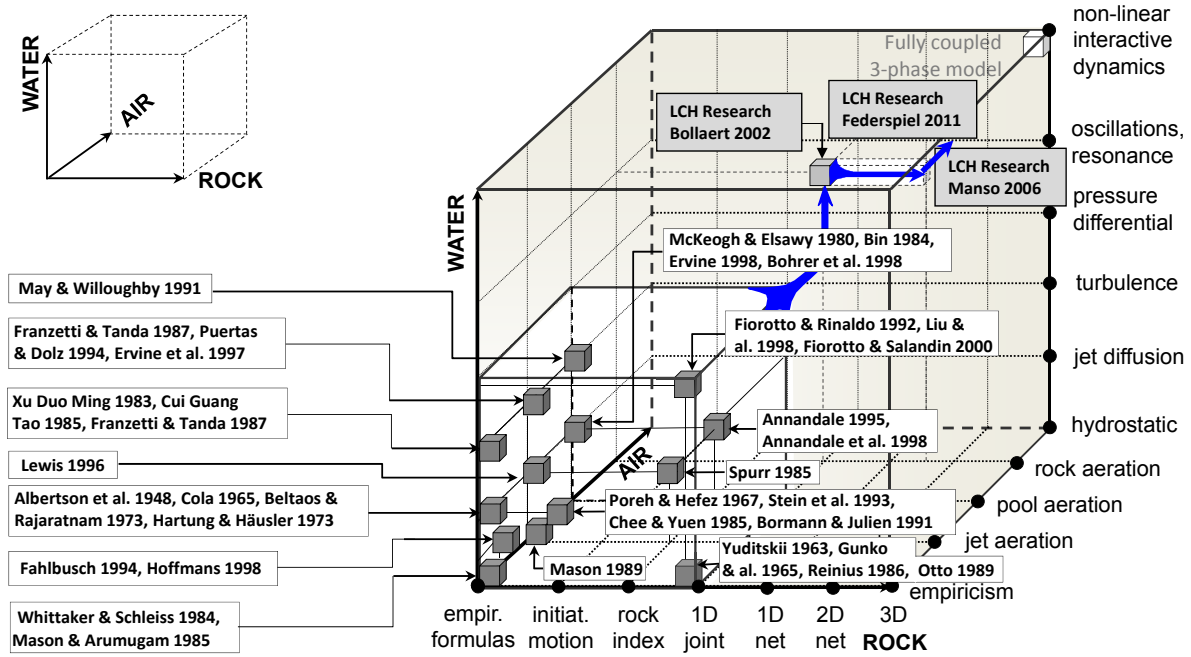 WATER
AIR
ROCK
non-linear
interactive
dynamics
Fully coupled
3-phase model
LCH Research
Bollaert 2002
LCH Research
Federspiel 2011
oscillations,
resonance
LCH Research
Manso 2006
pressure
differential
WATER
McKeogh & Elsawy 1980, Bin 1984,
Ervine 1998, Bohrer et al. 1998
turbulence
May & Willoughby 1991
Franzetti & Tanda 1987, Puertas
& Dolz 1994, Ervine et al. 1997
Fiorotto & Rinaldo 1992, Liu &
al. 1998, Fiorotto & Salandin 2000
jet diffusion
Xu Duo Ming 1983, Cui Guang
Tao 1985, Franzetti & Tanda 1987
Annandale 1995,
Annandale et al. 1998
hydrostatic
Lewis 1996
AIR
Spurr 1985
rock aeration
Albertson et al. 1948, Cola 1965, Beltaos &
Rajaratnam 1973, Hartung & Häusler 1973
Poreh & Hefez 1967, Stein et al. 1993,
Chee & Yuen 1985, Bormann & Julien 1991
pool aeration
jet aeration
Fahlbusch 1994, Hoffmans 1998
Mason 1989
Yuditskii 1963, Gunko
& al. 1965, Reinius 1986, Otto 1989
empiricism
Whittaker & Schleiss 1984,
Mason & Arumugam 1985
empir.
formulas
initiat.
motion
rock
index
1D
joint
1D
net
2D
net
3D
ROCK